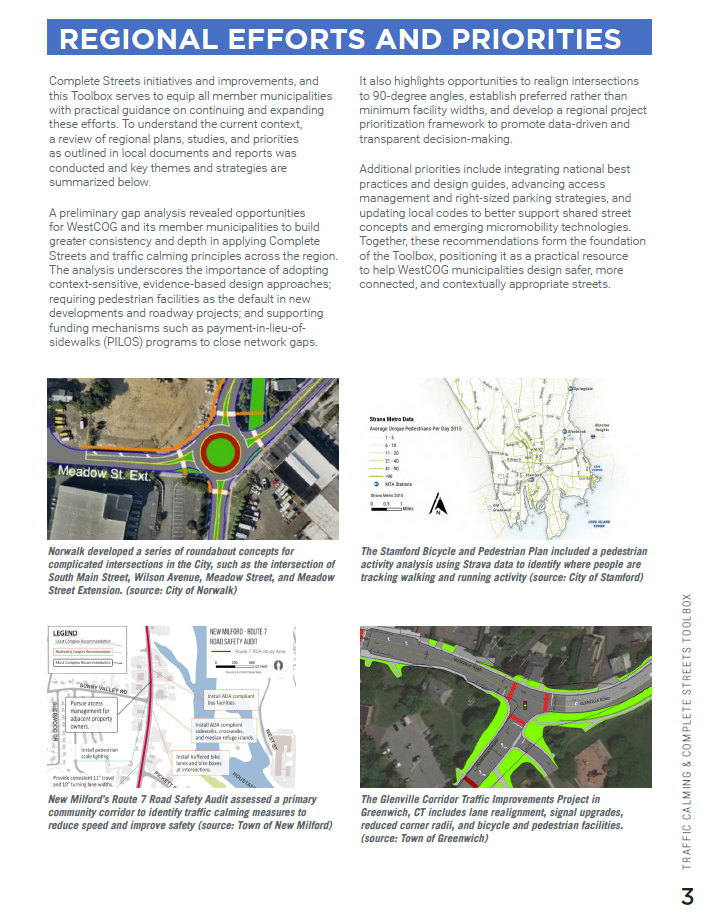 REGIONAL EFFORTS AND PRIORITIES
Complete Streets initiatives and improvements, and
this Toolbox serves to equip all member municipalities
with practical guidance on continuing and expanding
these efforts. To understand the current context,
a review of regional plans, studies, and priorities
as outlined in local documents and reports was
conducted and key themes and strategies are
summarized below.
A preliminary gap analysis revealed opportunities
for WestCOG and its member municipalities to build
greater consistency and depth in applying Complete
Streets and traffic calming principles across the region.
The analysis underscores the importance of adopting
context-sensitive, evidence-based design approaches;
requiring pedestrian facilities as the default in new
developments and roadway projects; and supporting
funding mechanisms such as payment-in-lieu-of-
sidewalks (PILOS) programs to close network gaps.
It also highlights opportunities to realign intersections
to 90-degree angles, establish preferred rather than
minimum facility widths, and develop a regional project
prioritization framework to promote data-driven and
transparent decision-making.
Additional priorities include integrating national best
practices and design guides, advancing access
management and right-sized parking strategies, and
updating local codes to better support shared street
concepts and emerging micromobility technologies.
Together, these recommendations form the foundation
of the Toolbox, positioning it as a practical resource
to help WestCOG municipalities design safer, more
connected, and contextually appropriate streets.
Meadow St. Ext.
Norwalk developed a series of roundabout concepts for
complicated intersections in the City, such as the intersection of
South Main Street, Wilson Avenue, Meadow Street, and Meadow
Street Extension. (source: City of Norwalk)
Strava Metro Data
Average Unique Pedestrians Per Day 2015
1 - 5
6 - 10
11 - 20
21 - 40
41 - 90
>90
MTA Stations
Strava Metro 2015
0 0.5 1
Miles
N
Springdale
Glenbrook
Noroton
Heights
Stamford
Old
Greenwich
LONG ISLAND
SOUND
The Stamford Bicycle and Pedestrian Plan included a pedestrian
activity analysis using Strava data to identify where people are
tracking walking and running activity (source: City of Stamford)
LEGEND
Least Complex Recommendation
Moderately Complex Recommendation
Most Complex Recommendation
NEW MILFORD - ROUTE 7
ROAD SAFETY AUDIT
Route 7 RSA Study Area
SUNNY VALLEY RD
SHERWOOD DR
Pursue access
management for
adjacent property
owners.
Install ADA compliant
bus facilities.
Install ADA compliant
sidewalks, crosswalks,
and median refuge islands.
WEST ST
Install pedestrian
scale lighting
Install buffered bike
lanes and bike boxes
at intersections.
Provide consistent 11' travel
and 10' turning lane widths.
PICKETT
HOUSATO
New Milford's Route 7 Road Safety Audit assessed a primary
community corridor to identify traffic calming measures to
reduce speed and improve safety (source: Town of New Milford)
GLENVILLE ROAD
The Glenville Corridor Traffic Improvements Project in
Greenwich, CT includes lane realignment, signal upgrades,
reduced corner radii, and bicycle and pedestrian facilities.
(source: Town of Greenwich)
TRAFFIC CALMING & COMPLETE STREETS TOOLBOX
3